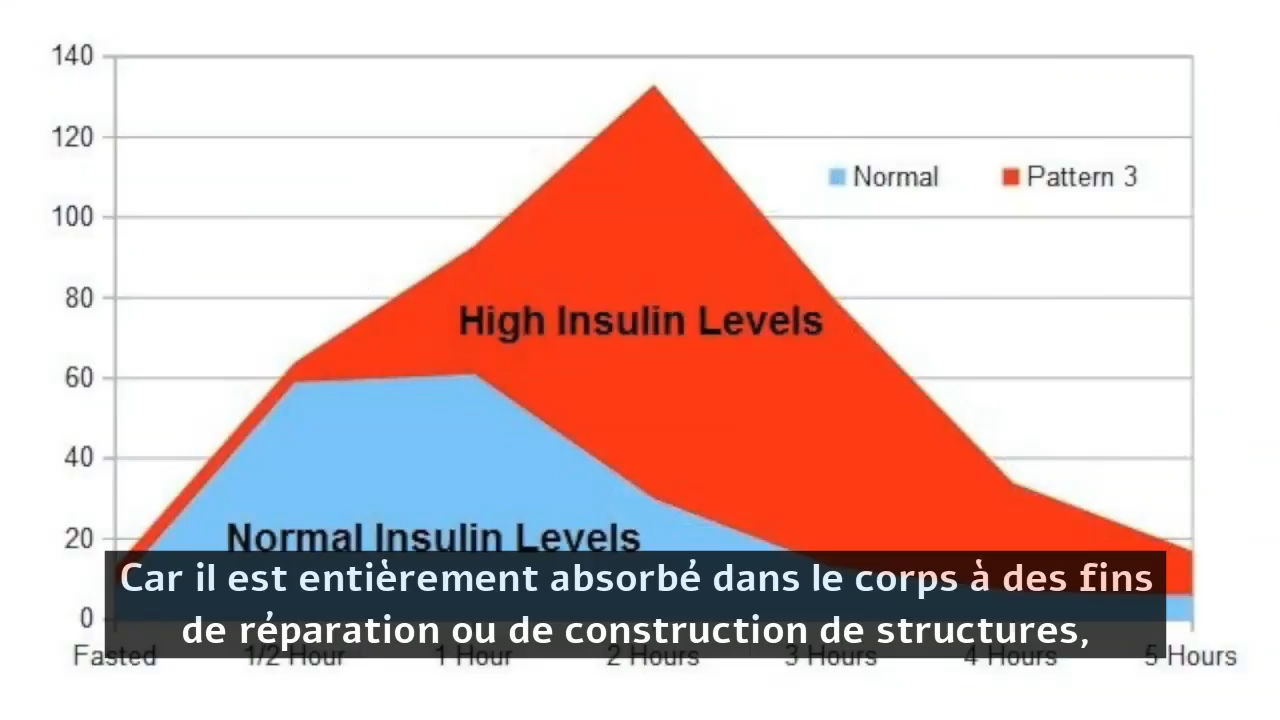 140
120
100
80
60
40
20
0
Normal
Pattern 3
High Insulin Levels
Normal Insulin Levels
Car il est entièrement absorbé dans le corps à des fins
de réparation ou de construction de structures,
Fasted 1/2 Hour 1 Hour 2 Hours 3 Hours 4 Hours 5 Hours